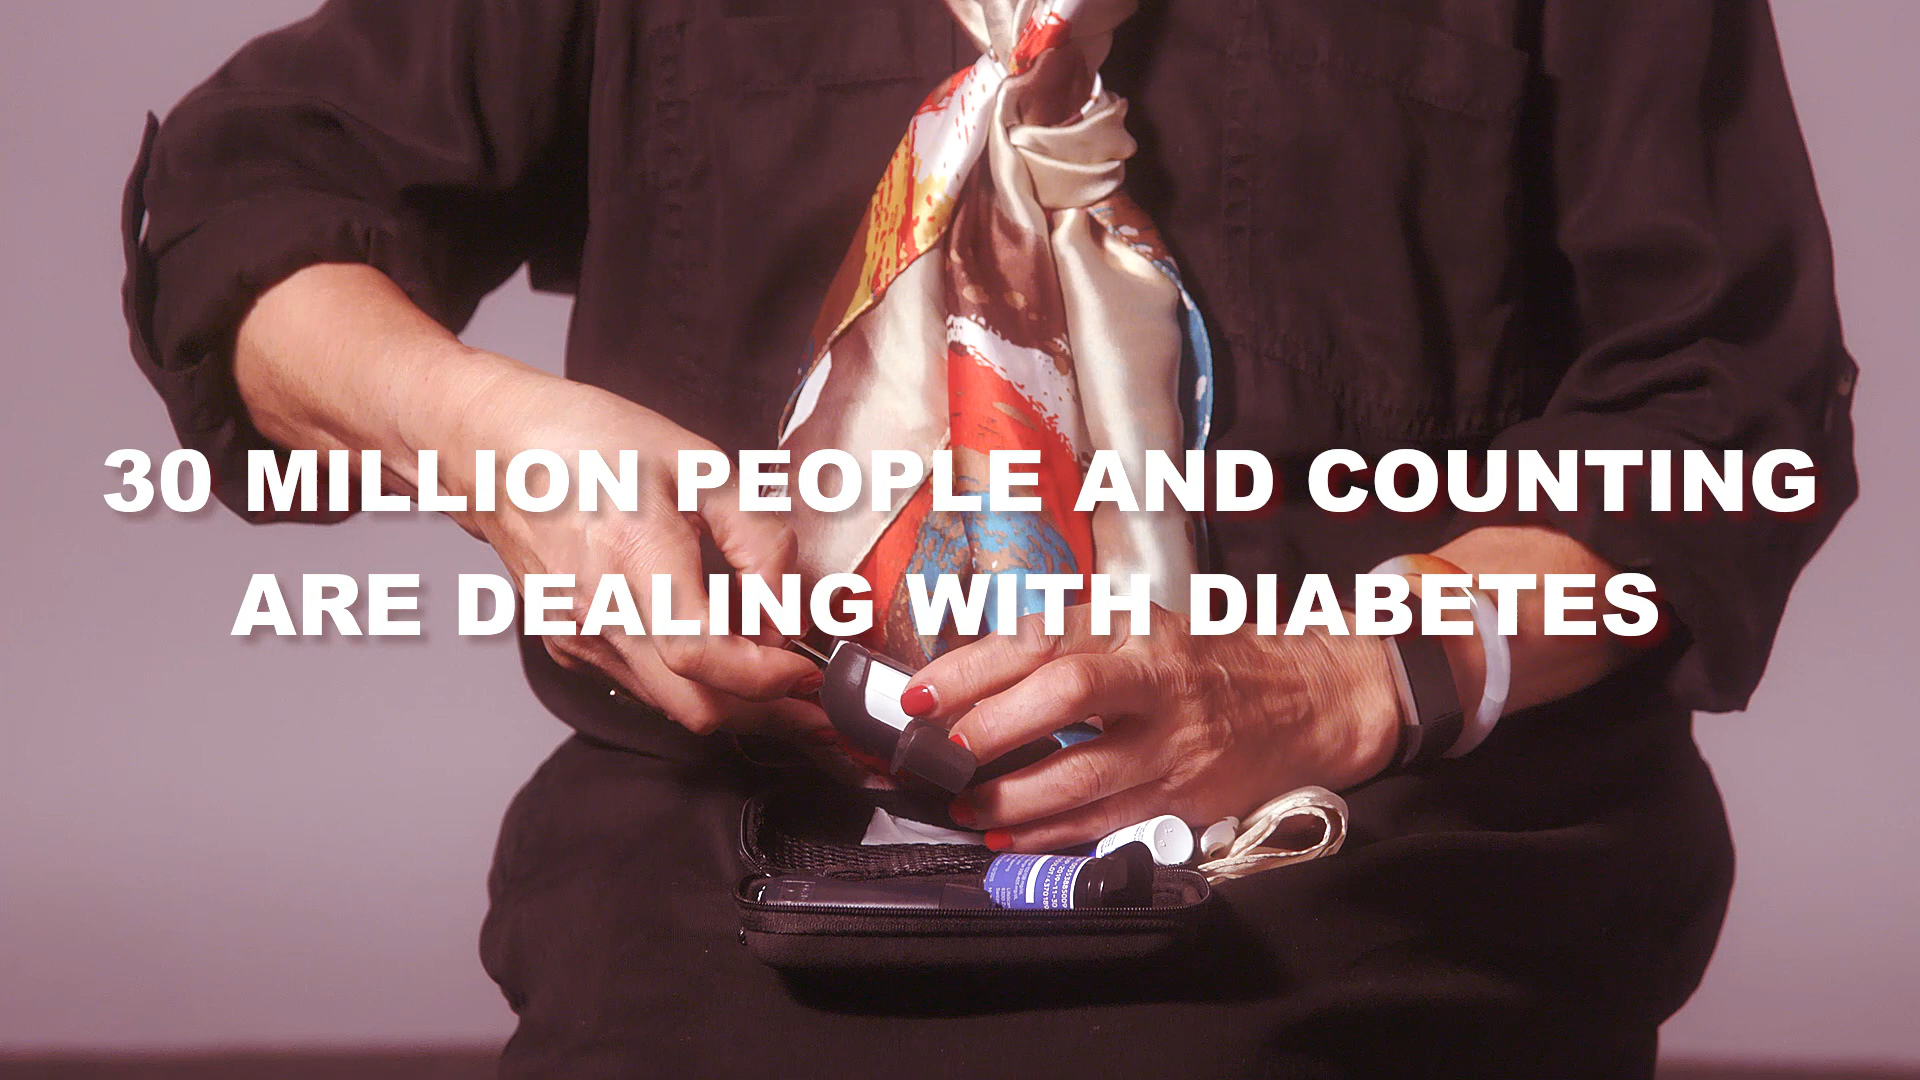 30 MILLION PEOPLE AND COUNTING
ARE DEALING WITH DIABETES